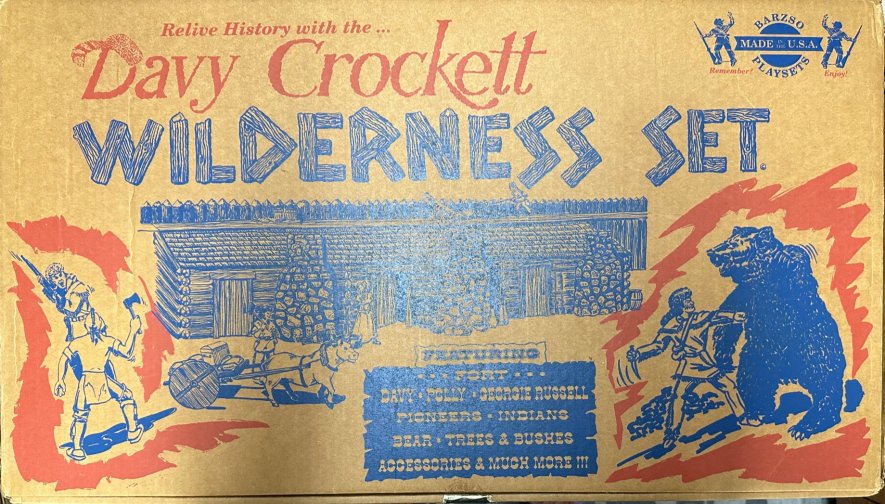 Relive History with the ...
Davy Crockett
WILDERNESS SET.
BARZSO
MADE IN THE U.S.A.
PLAYSETS
Remember?
Enjoy!
FEATURING
FORT
DAVY • POLLY • GEORGIE RUSSELL
PIONEERS • INDIANS
BEAR • TREES & BUSHES
ACCESSORIES & MUCH MORE !!!